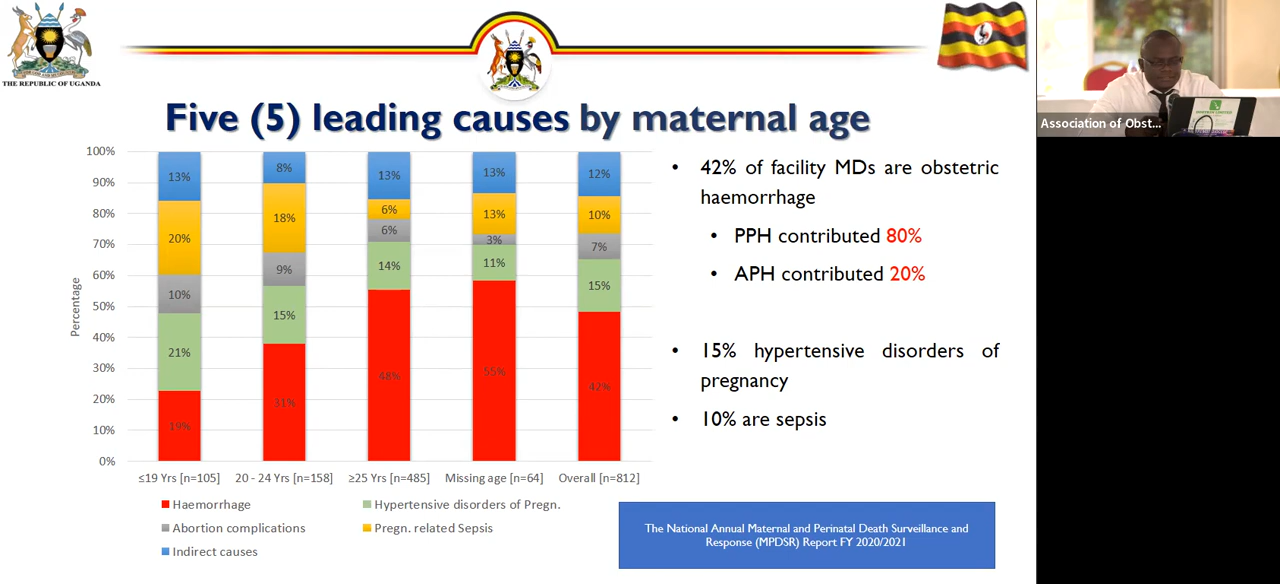 THE REPUBLIC OF UGANDA
Five (5) leading causes by maternal age
Percentage
100%
90%
80%
70%
60%
50%
40%
30%
20%
10%
0%
13% 8% 13% 13% 12%
20% 18% 6% 13% 10%
10% 9% 6% 3% 7%
21% 15% 14% 11% 15%
19% 31% 48% 55% 42%
≤19 Yrs [n=105] 20 - 24 Yrs [n=158] ≥25 Yrs [n=485] Missing age [n=64] Overall [n=812]
Haemorrhage Hypertensive disorders of Pregn.
Abortion complications Pregn. related Sepsis
Indirect causes
• 42% of facility MDs are obstetric
haemorrhage
• PPH contributed 80%
• APH contributed 20%
• 15% hypertensive disorders of
pregnancy
• 10% are sepsis
The National Annual Maternal and Perinatal Death Surveillance and
Response (MPDSR) Report FY 2020/2021
Association of Obst...